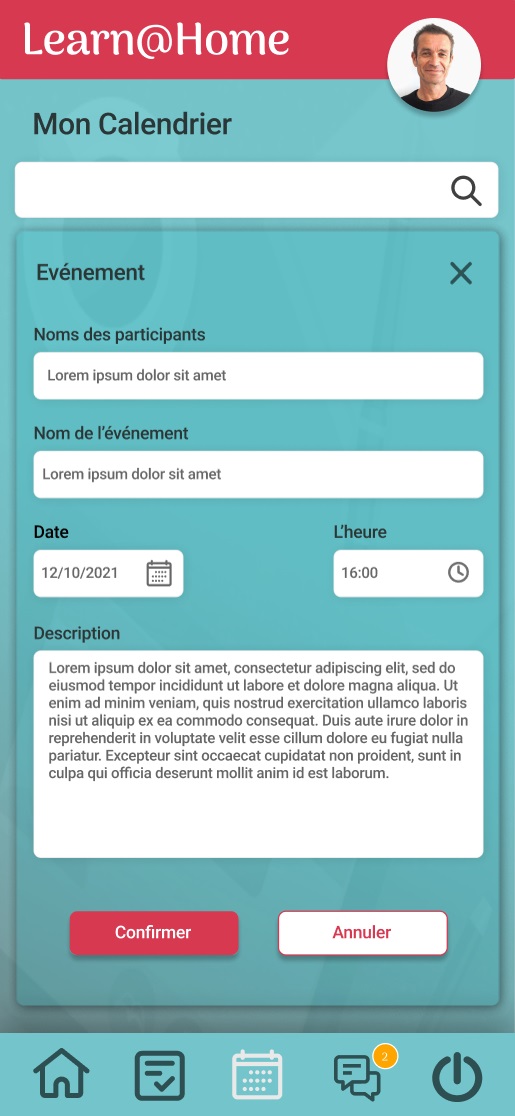 Learn@Home
Mon Calendrier
Evénement
Noms des participants
Lorem ipsum dolor sit amet
Nom de l'événement
Lorem ipsum dolor sit amet
Date
L'heure
12/10/2021
16:00
Description
Lorem ipsum dolor sit amet, consectetur adipiscing elit, sed do
eiusmod tempor incididunt ut labore et dolore magna aliqua. Ut
enim ad minim veniam, quis nostrud exercitation ullamco laboris
nisi ut aliquip ex ea commodo consequat. Duis aute irure dolor in
reprehenderit in voluptate velit esse cillum dolore eu fugiat nulla
pariatur. Excepteur sint occaecat cupidatat non proident, sunt in
culpa qui officia deserunt mollit anim id est laborum.
Confirmer
Annuler
2